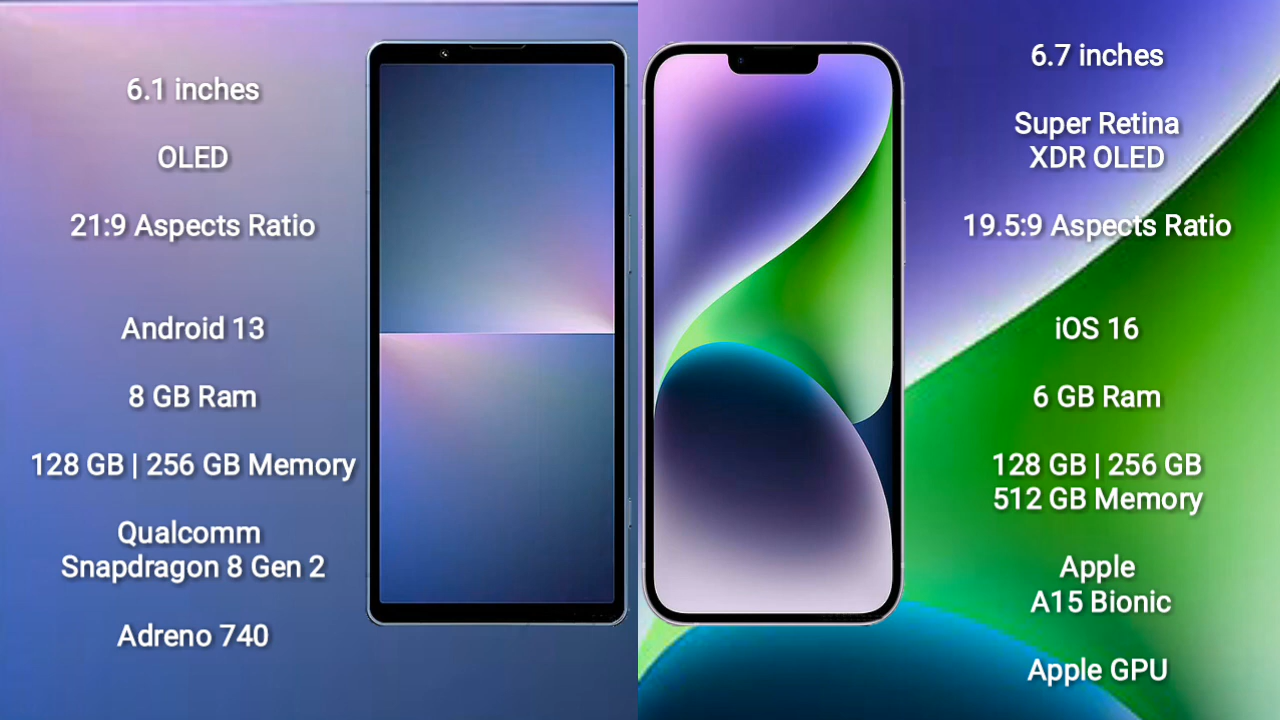 6.1 inches
OLED
21:9 Aspects Ratio
Android 13
8 GB Ram
128 GB | 256 GB Memory
Qualcomm
Snapdragon 8 Gen 2
Adreno 740
6.7 inches
Super Retina
XDR OLED
19.5:9 Aspects Ratio
iOS 16
6 GB Ram
128 GB | 256 GB
512 GB Memory
Apple
A15 Bionic
Apple GPU